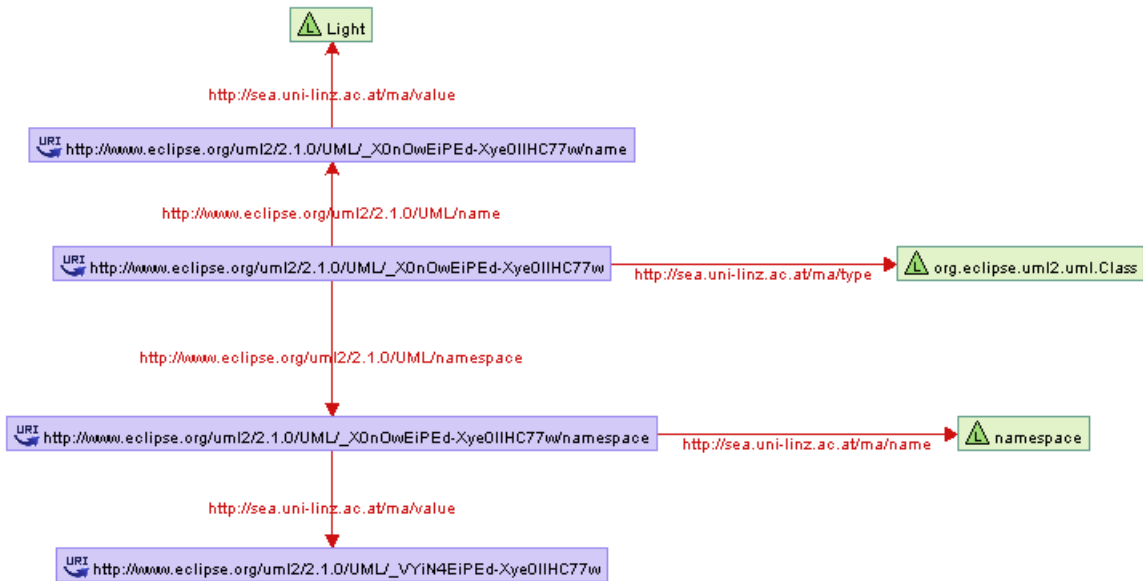 L Light
http://sea.uni-linz.ac.at/ma/value
URI http://www.eclipse.org/uml2/2.1.0/UML/_X0nOwEiPEd-Xye0IIHC77w/name
http://www.eclipse.org/uml2/2.1.0/UML/name
URI http://www.eclipse.org/uml2/2.1.0/UML/_X0nOwEiPEd-Xye0IIHC77w
http://sea.uni-linz.ac.at/ma/type
L org.eclipse.uml2.uml.Class
http://www.eclipse.org/uml2/2.1.0/UML/namespace
URI http://www.eclipse.org/uml2/2.1.0/UML/_X0nOwEiPEd-Xye0IIHC77w/namespace
http://sea.uni-linz.ac.at/ma/name
L namespace
http://sea.uni-linz.ac.at/ma/value
URI http://www.eclipse.org/uml2/2.1.0/UML/_VYiN4EiPEd-Xye0IIHC77w